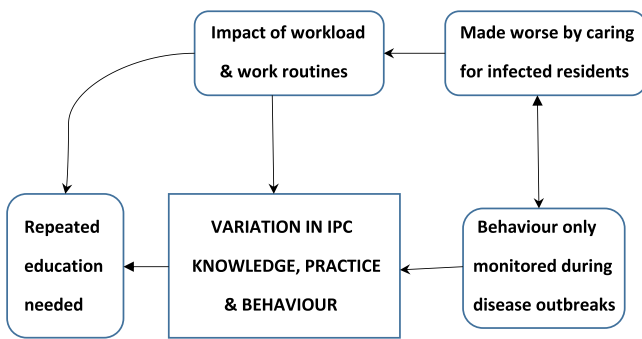 Impact of workload
& work routines
Made worse by caring
for infected residents
Repeated
education
needed
VARIATION IN IPC
KNOWLEDGE, PRACTICE
& BEHAVIOUR
Behaviour only
monitored during
disease outbreaks